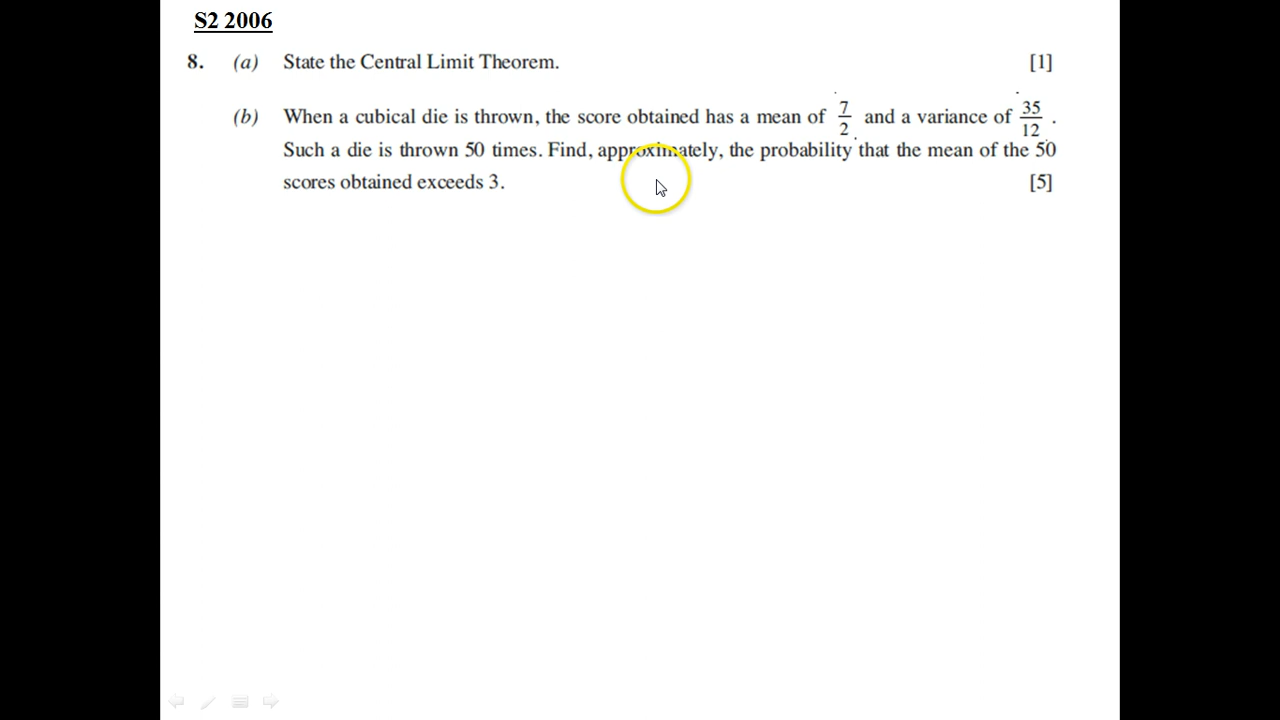 S2 2006
8. (a) State the Central Limit Theorem. [1]
(b) When a cubical die is thrown, the score obtained has a mean of 7/2 and a variance of 35/12 .
Such a die is thrown 50 times. Find, approximately, the probability that the mean of the 50
scores obtained exceeds 3. [5]